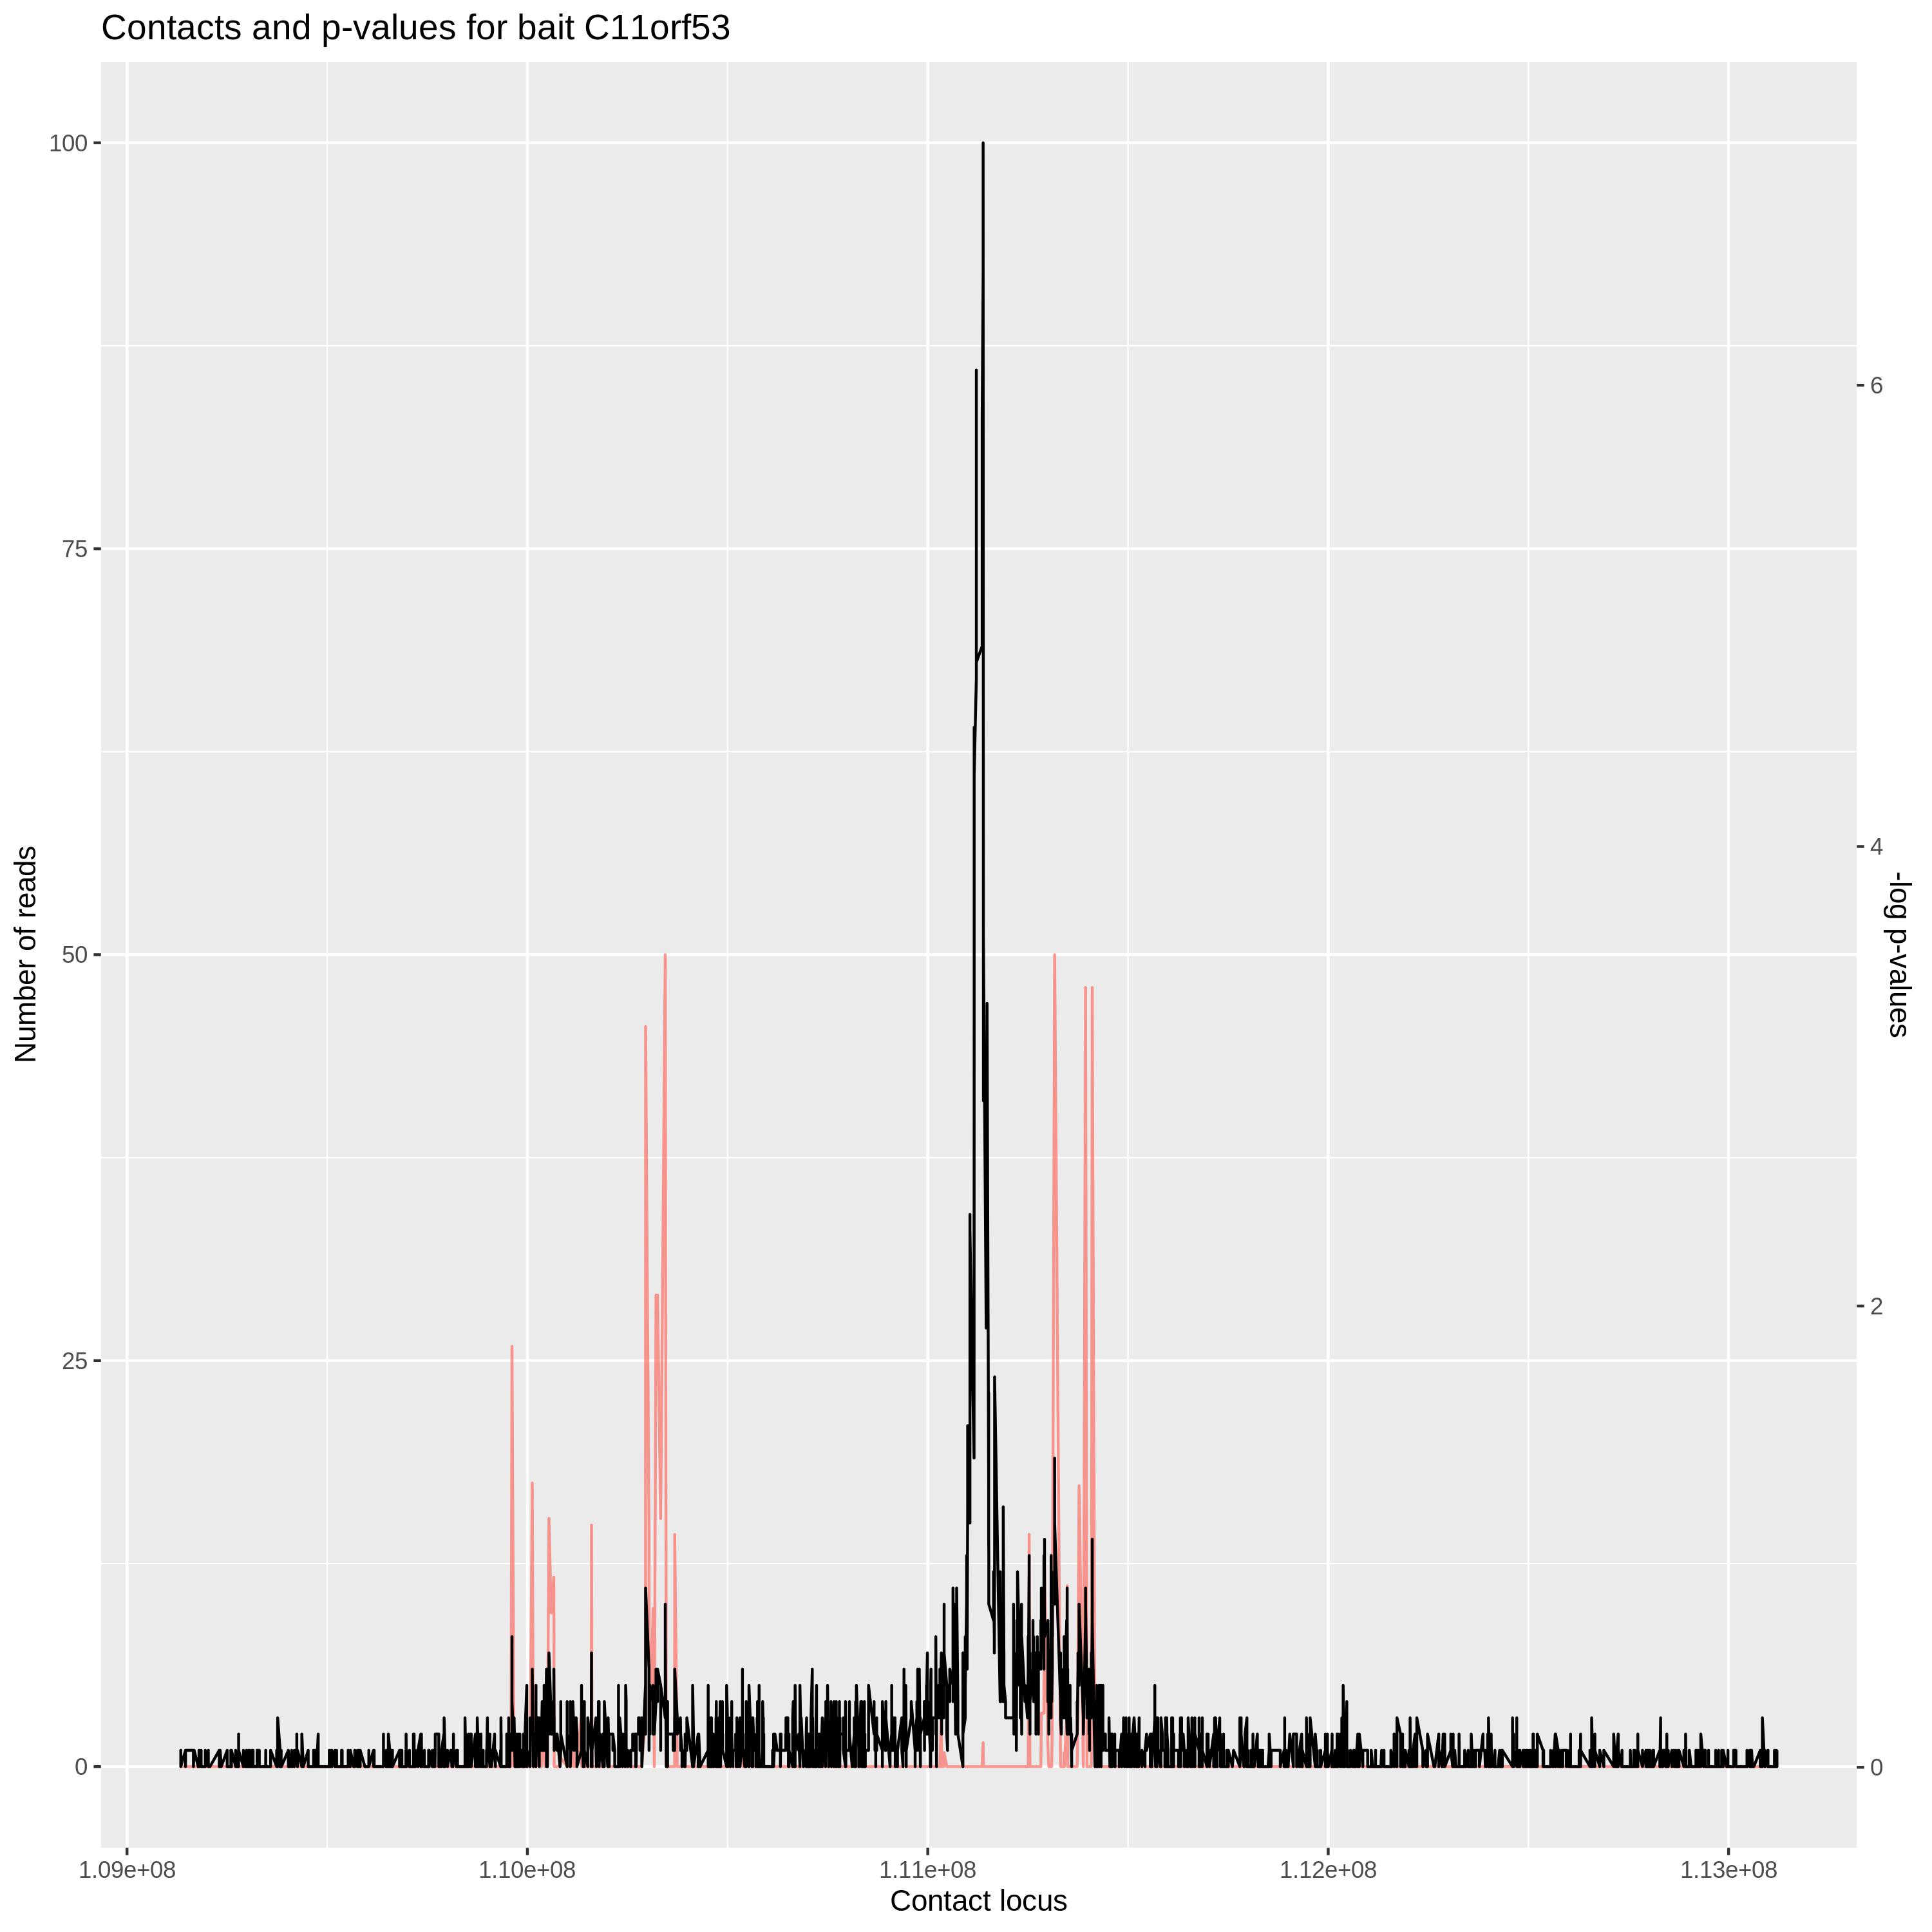 Contacts and p-values for bait C11orf53
100
75
50
25
0
Number of reads
6
4
2
0
-log p-values
1.09e+08
1.10e+08
1.11e+08
1.12e+08
1.13e+08
Contact locus